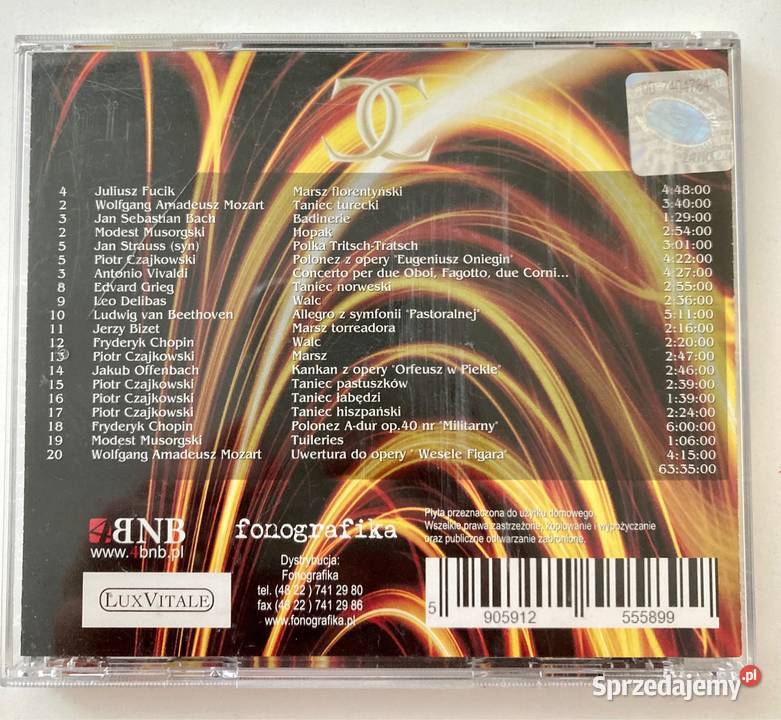 4 Juliusz Fucik Marsz florentyński 4:48:00
2 Wolfgang Amadeusz Mozart Taniec turecki 3:40:00
3 Jan Sebastian Bach Badinerie 1:29:00
2 Modest Musorgski Hopak 2:54:00
5 Jan Strauss (syn) Polka Tritsch-Tratsch 3:01:00
5 Piotr Czajkowski Polonez z opery "Eugeniusz Oniegin" 4:22:00
3 Antonio Vivaldi Concerto per due Oboi, Fagotto, due Corni... 4:27:00
8 Edvard Grieg Taniec norweski 2:55:00
9 Leo Delibas Walc 2:36:00
10 Ludwig van Beethoven Allegro z symfonii "Pastoralnej" 5:11:00
11 Jerzy Bizet Marsz torreadora 2:16:00
12 Fryderyk Chopin Walc 2:20:00
13 Piotr Czajkowski Marsz 2:47:00
14 Jakub Offenbach Kankan z opery "Orfeusz w Piekle" 2:46:00
15 Piotr Czajkowski Taniec pastuszków 2:39:00
16 Piotr Czajkowski Taniec łabędzi 1:39:00
17 Piotr Czajkowski Taniec hiszpański 2:24:00
18 Fryderyk Chopin Polonez A-dur op.40 nr "Militarny" 6:00:00
19 Modest Musorgski Tuileries 1:06:00
20 Wolfgang Amadeusz Mozart Uwertura do opery " Wesele Figara" 4:15:00
63:35:00
4BNB
www.4bnb.pl
LUXVITALE
fonografika
Dystrybucja:
Fonografika
tel. (48 22 ) 741 29 80
fax (48 22 ) 741 29 86
www.fonografika.pl
Płyta przeznaczona do użytku domowego
Wszelkie prawa zastrzeżone, kopiowanie i wypożyczanie
oraz publiczne odtwarzanie zabronione.
5 905912 555899
Sprzedajemy.pl